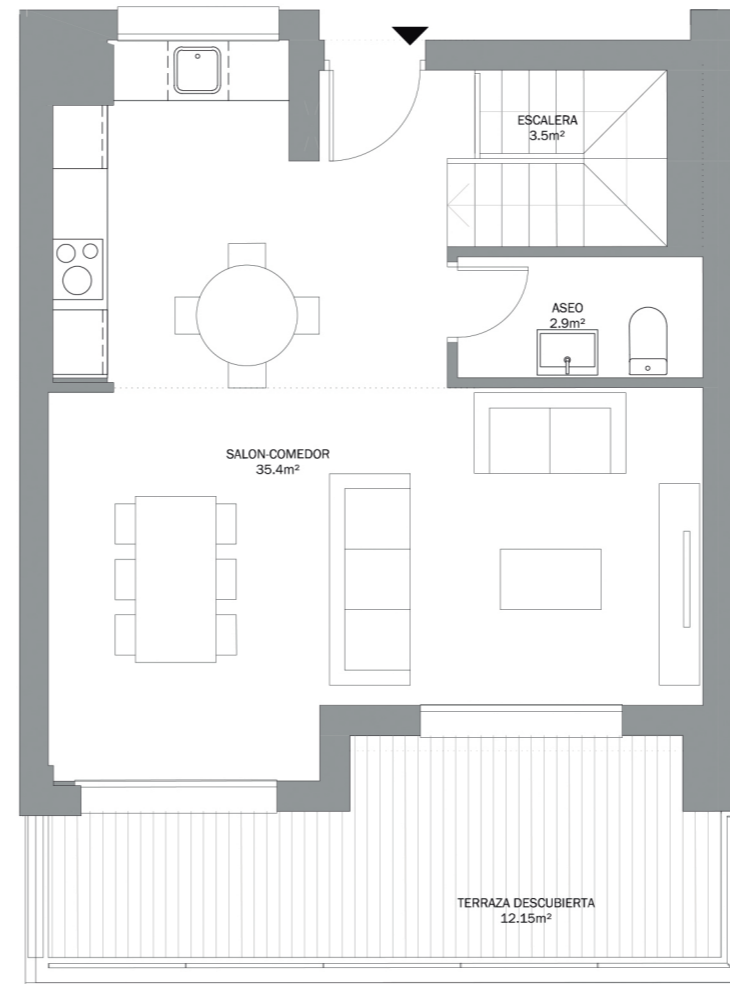 ESCALERA
3.5m²
ASEO
2.9m²
SALON-COMEDOR
35.4m²
TERRAZA DESCUBIERTA
12.15m²